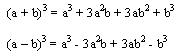 (a + b)³ = a³ + 3a²b + 3ab² + b³
(a – b)³ = a³ - 3a²b + 3ab² - b³